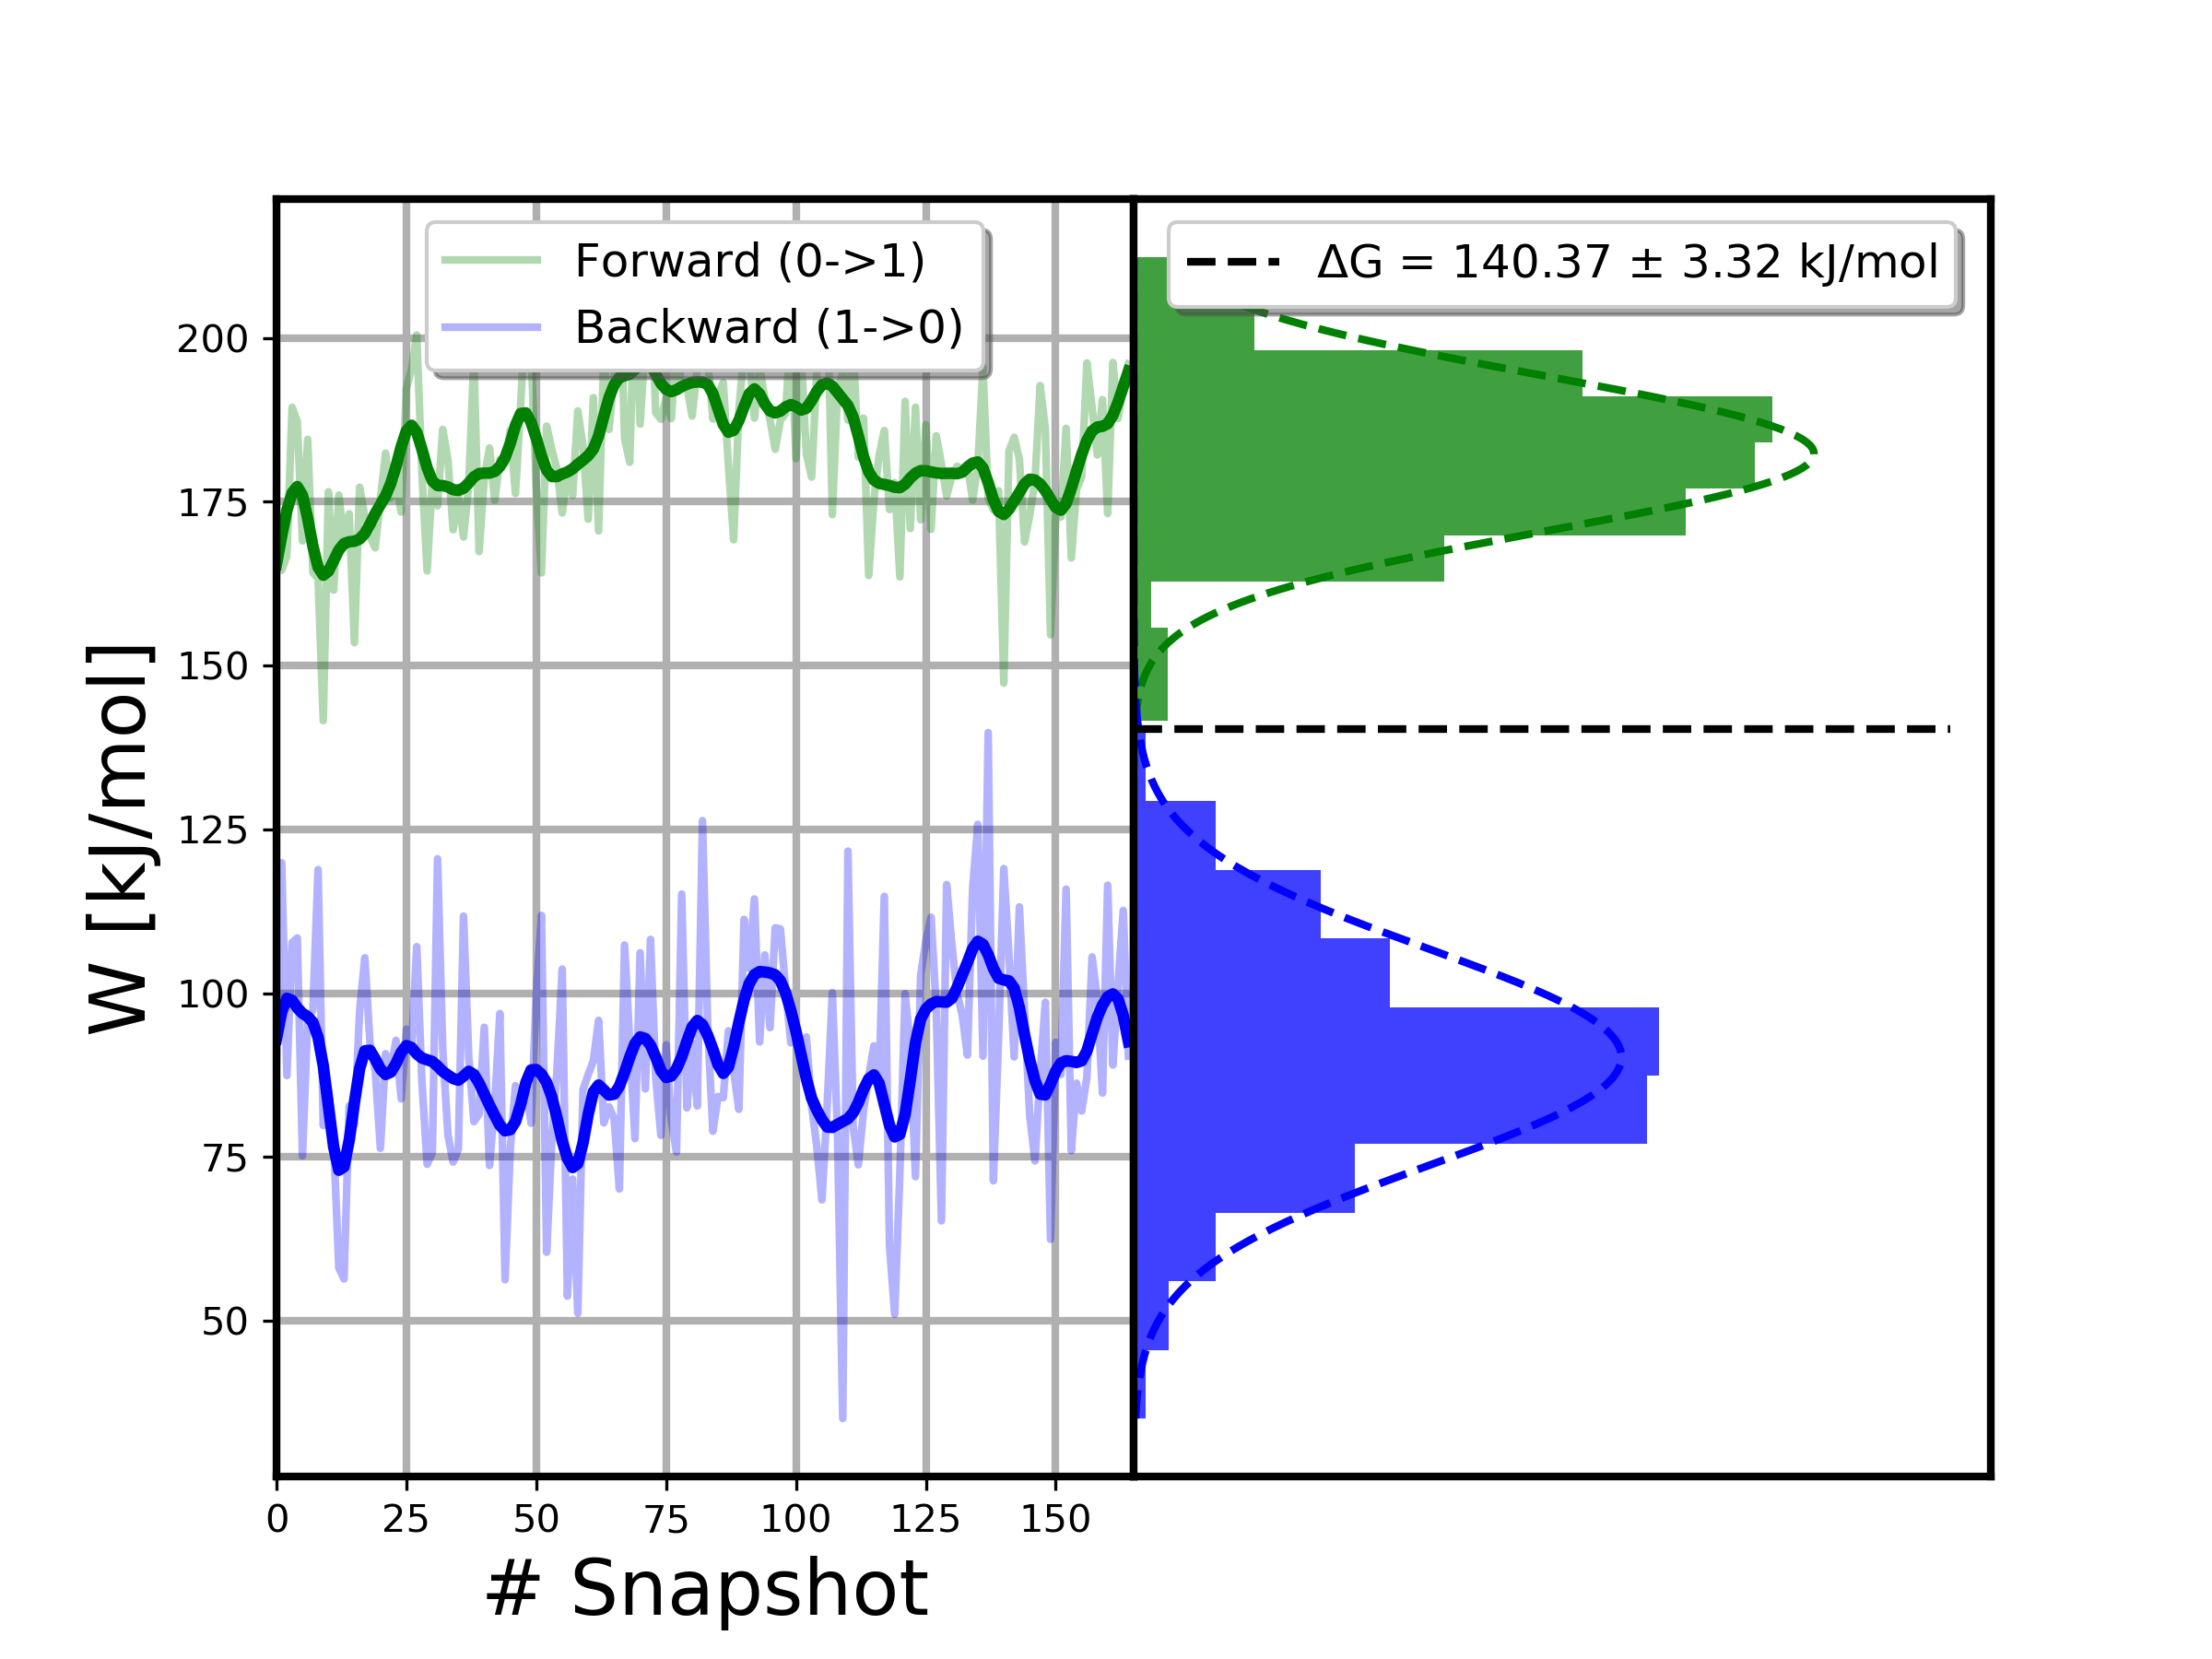 Forward (0->1)
Backward (1->0)
ΔG = 140.37 ± 3.32 kJ/mol
W [kJ/mol]
200
175
150
125
100
75
50
0 25 50 75 100 125 150
# Snapshot